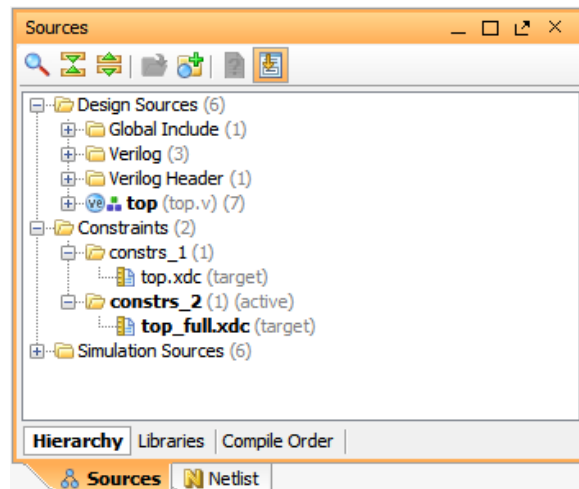 Sources
Design Sources (6)
Global Include (1)
Verilog (3)
Verilog Header (1)
ve top (top.v) (7)
Constraints (2)
constrs_1 (1)
top.xdc (target)
constrs_2 (1) (active)
top_full.xdc (target)
Simulation Sources (6)
Hierarchy Libraries Compile Order
Sources Netlist